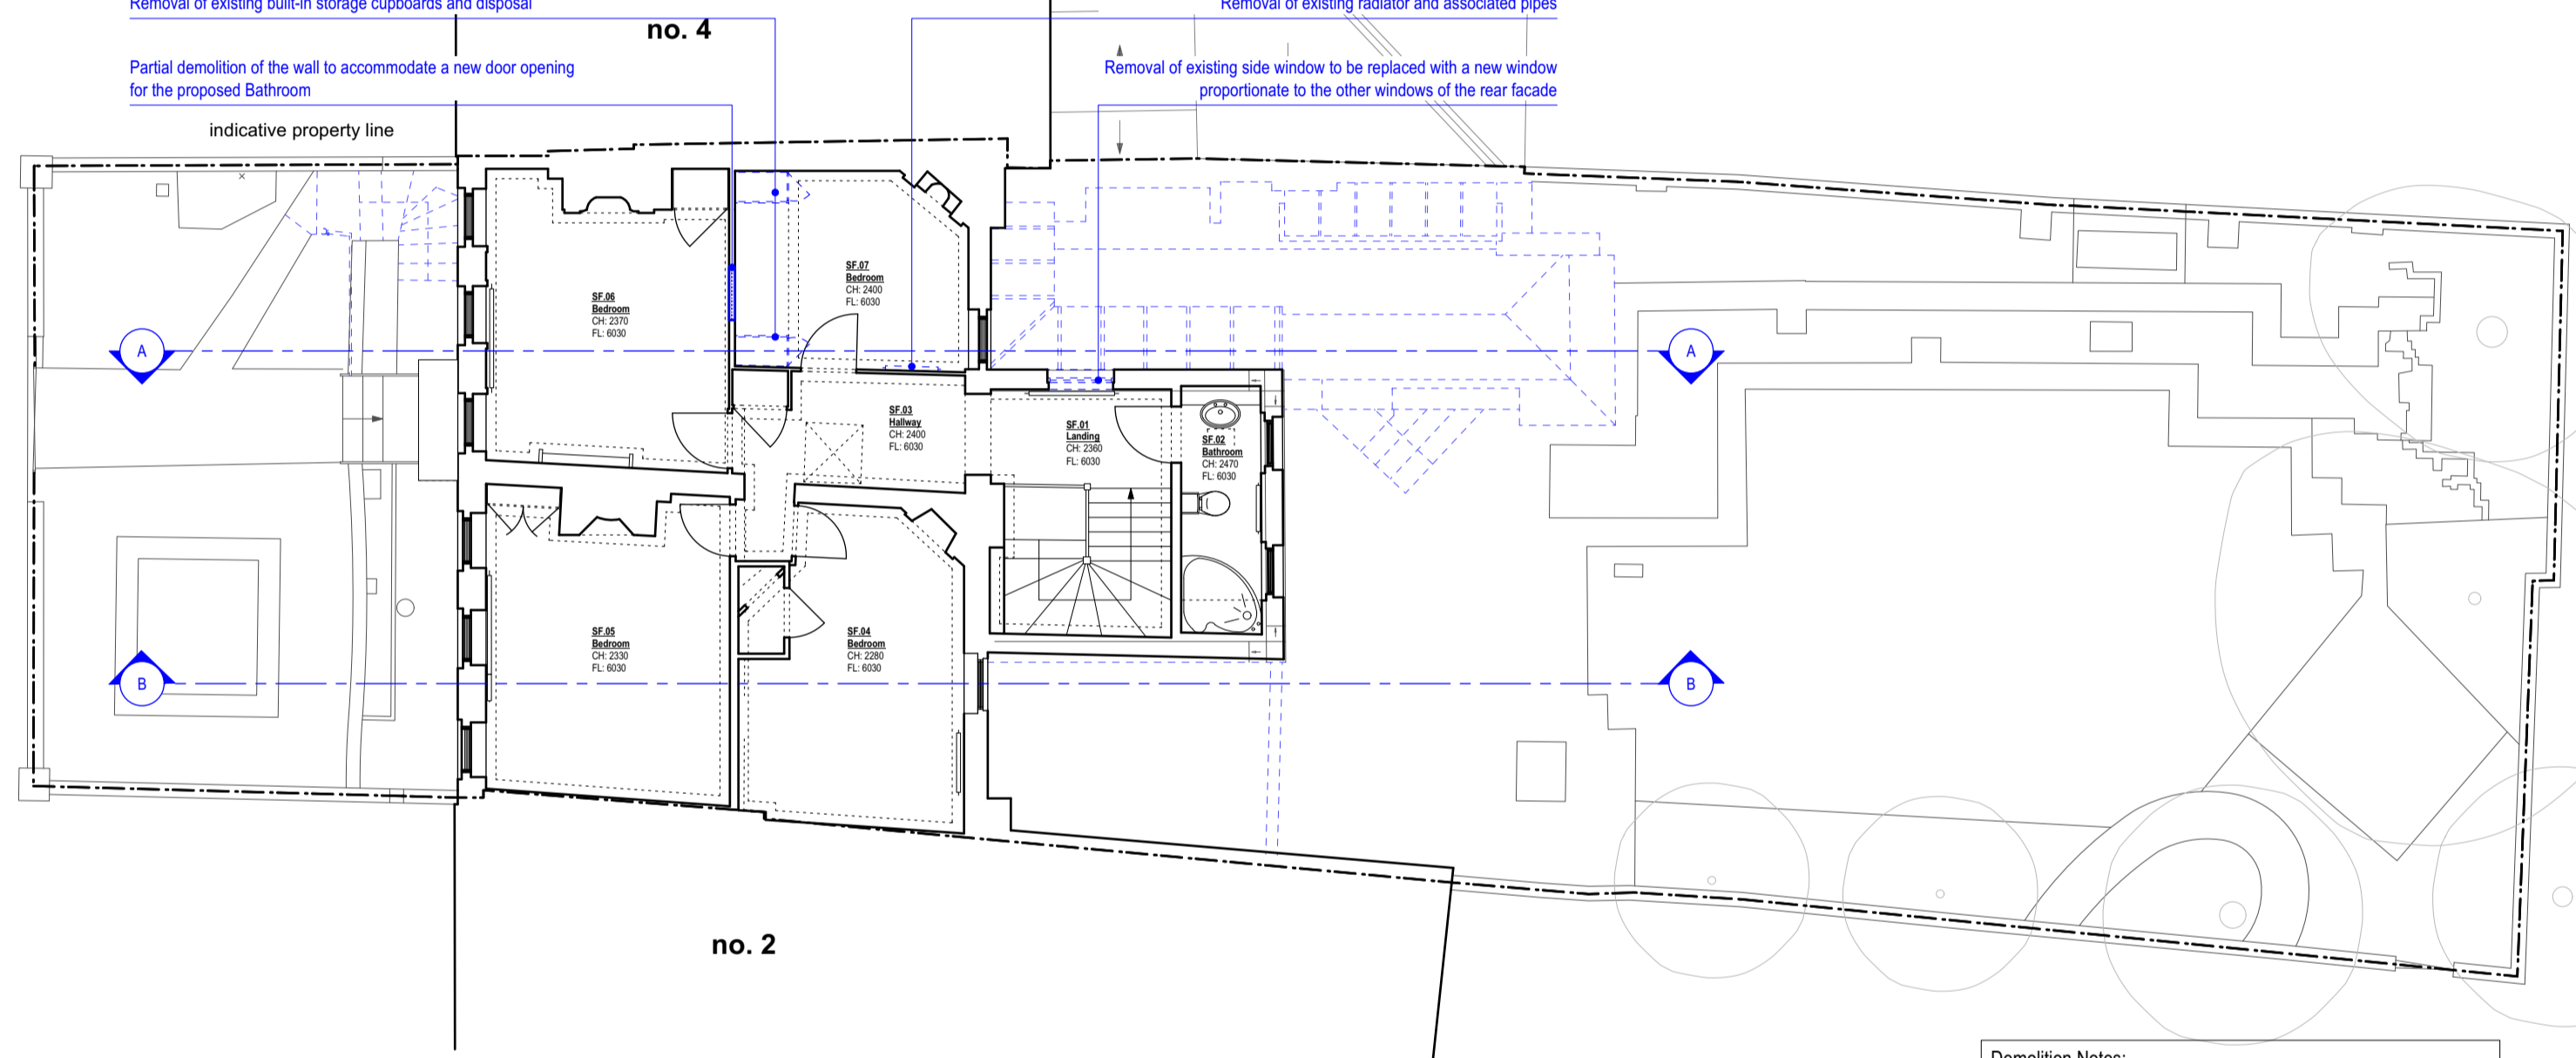 Removal of existing built-in storage cupboards and disposal
Removal of existing radiator and associated pipes
no. 4
Partial demolition of the wall to accommodate a new door opening
for the proposed Bathroom
Removal of existing side window to be replaced with a new window
proportionate to the other windows of the rear facade
indicative property line
SF.07
Bedroom
CH: 2400
FL: 6030
SF.06
Bedroom
CH: 2370
FL: 6030
A
A
SF.03
Hallway
CH: 2400
FL: 6030
SF.01
Landing
CH: 2360
FL: 6030
SF.02
Bathroom
CH: 2470
FL: 6030
SF.05
Bedroom
CH: 2330
FL: 6030
SF.04
Bedroom
CH: 2280
FL: 6030
B
B
no. 2
Demolition Notes: